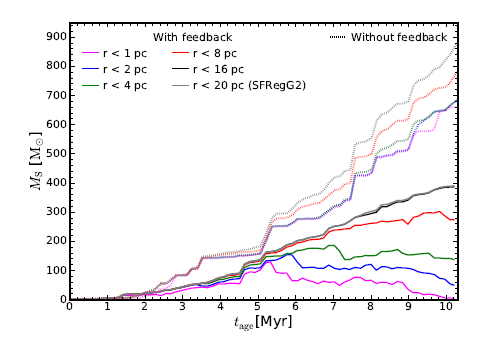 With feedback
Without feedback
r < 1 pc
r < 2 pc
r < 4 pc
r < 8 pc
r < 16 pc
r < 20 pc (SFRegG2)
M_S [M_⊙]
900
800
700
600
500
400
300
200
100
0
0 1 2 3 4 5 6 7 8 9 10
t_age[Myr]